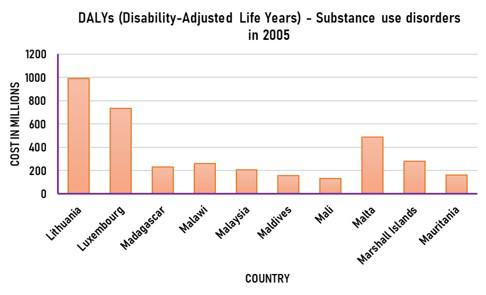 DALYs (Disability-Adjusted Life Years) - Substance use disorders
in 2005
COST IN MILLIONS
1200
1000
800
600
400
200
0
Lithuania
Luxembourg
Madagascar
Malawi
Malaysia
Maldives
Mali
Malta
Marshall Islands
Mauritania
COUNTRY